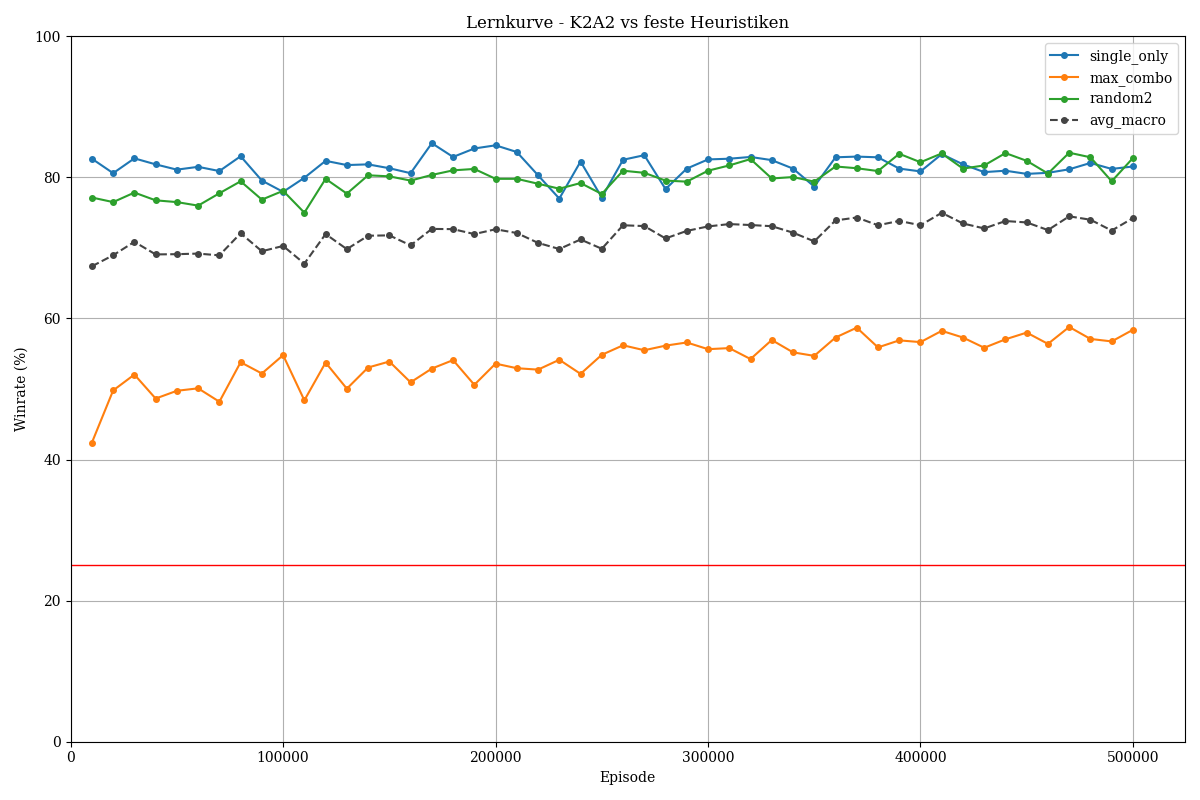 Lernkurve - K2A2 vs feste Heuristiken
100
80
60
40
20
0
Winrate (%)
single_only
max_combo
random2
avg_macro
0
100000
200000
300000
400000
500000
Episode